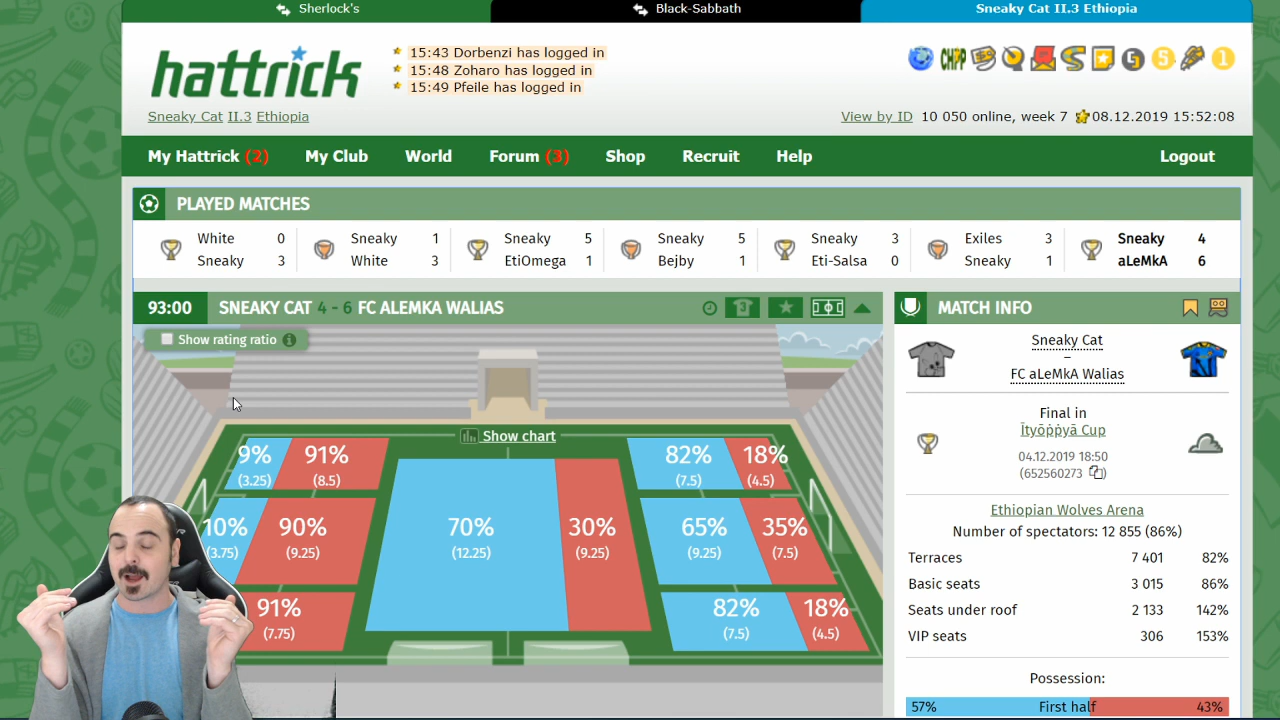 Sherlock's
Black-Sabbath
Sneaky Cat II.3 Ethiopia
hattrick
15:43 Dorbenzi has logged in
15:48 Zoharo has logged in
15:49 Pfeile has logged in
Sneaky Cat II.3 Ethiopia
View by ID 10 050 online, week 7 08.12.2019 15:52:08
My Hattrick (2) My Club World Forum (3) Shop Recruit Help Logout
PLAYED MATCHES
White 0
Sneaky 3
Sneaky 1
White 3
Sneaky 5
EtiOmega 1
Sneaky 5
Bejby 1
Sneaky 3
Eti-Salsa 0
Exiles 3
Sneaky 1
Sneaky 4
aLeMkA 6
93:00 SNEAKY CAT 4 - 6 FC ALEMKA WALIAS
Show rating ratio
Show chart
9% 91%
(3.25) (8.5)
10% 90%
(3.75) (9.25)
91%
(7.75)
70% 30%
(12.25) (9.25)
82% 18%
(7.5) (4.5)
65% 35%
(9.25) (7.5)
82% 18%
(7.5) (4.5)
MATCH INFO
Sneaky Cat
–
FC aLeMkA Walias
Final in
Ītyōp̣p̣yā Cup
04.12.2019 18:50
(652560273)
Ethiopian Wolves Arena
Number of spectators: 12 855 (86%)
Terraces 7 401 82%
Basic seats 3 015 86%
Seats under roof 2 133 142%
VIP seats 306 153%
Possession:
57% First half 43%